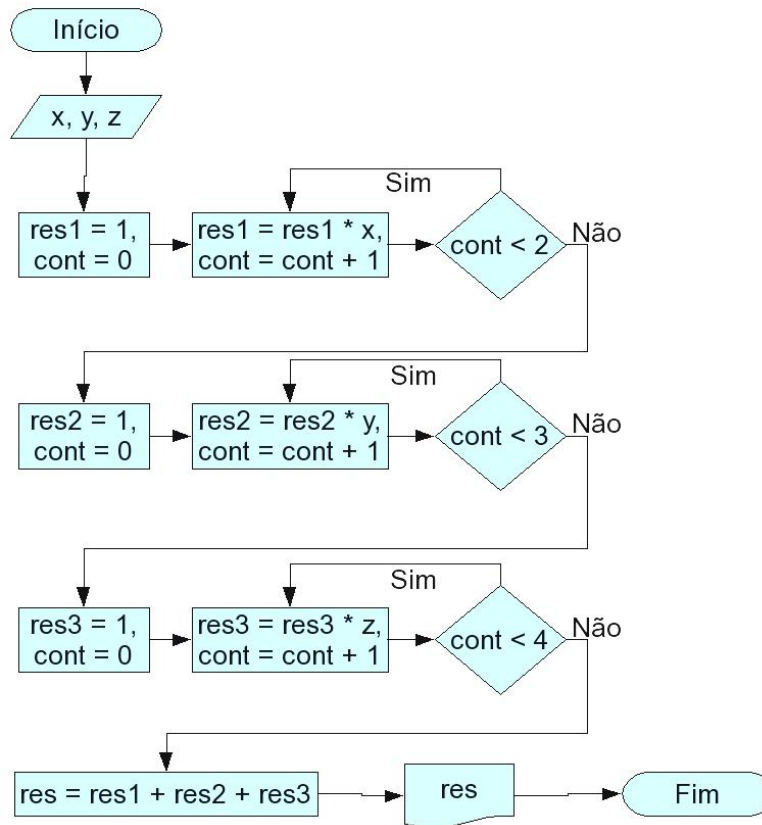 Início
x, y, z
res1 = 1,
cont = 0
res1 = res1 * x,
cont = cont + 1
Sim
cont < 2
Não
res2 = 1,
cont = 0
res2 = res2 * y,
cont = cont + 1
Sim
cont < 3
Não
res3 = 1,
cont = 0
res3 = res3 * z,
cont = cont + 1
Sim
cont < 4
Não
res = res1 + res2 + res3
res
Fim